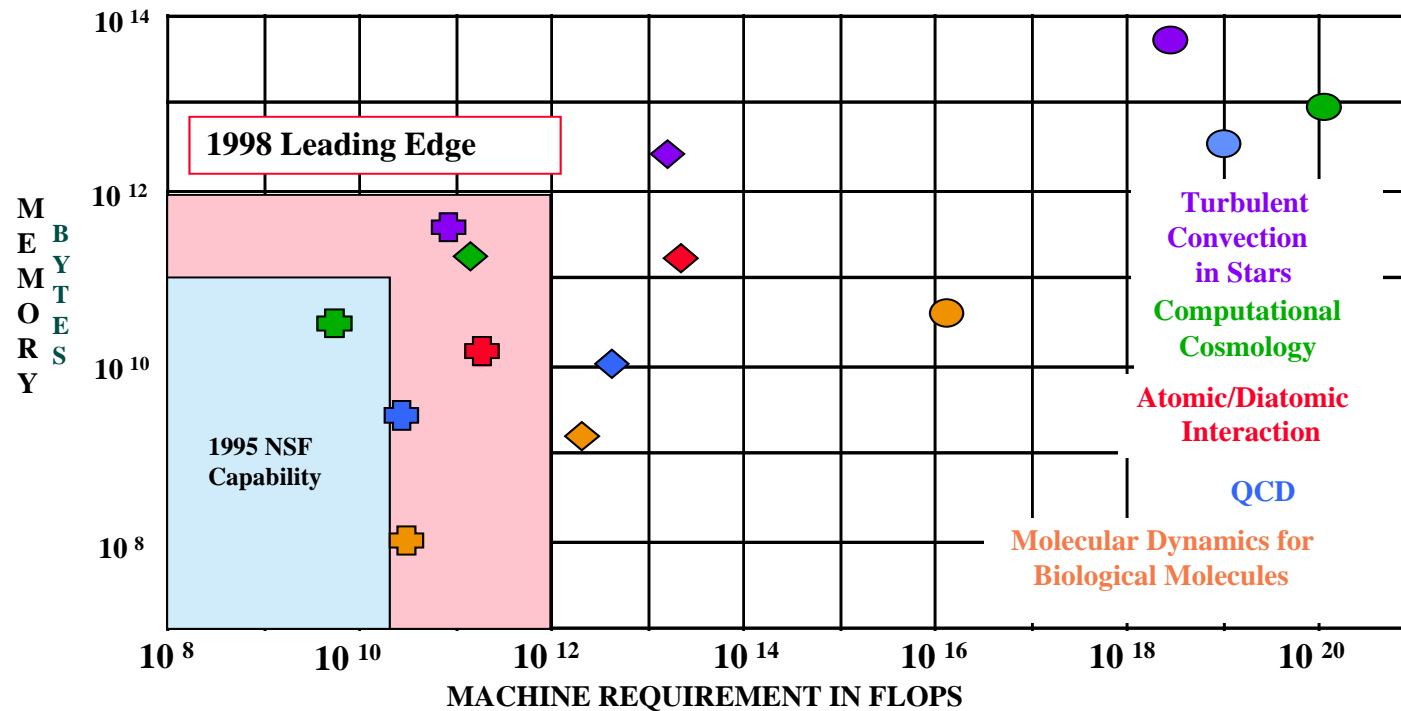 10 14
1998 Leading Edge
10 12
MEMORY
BYTES
Turbulent
Convection
in Stars
Computational
Cosmology
10 10
Atomic/Diatomic
Interaction
1995 NSF
Capability
QCD
10 8
Molecular Dynamics for
Biological Molecules
10 8 10 10 10 12 10 14 10 16 10 18 10 20
MACHINE REQUIREMENT IN FLOPS